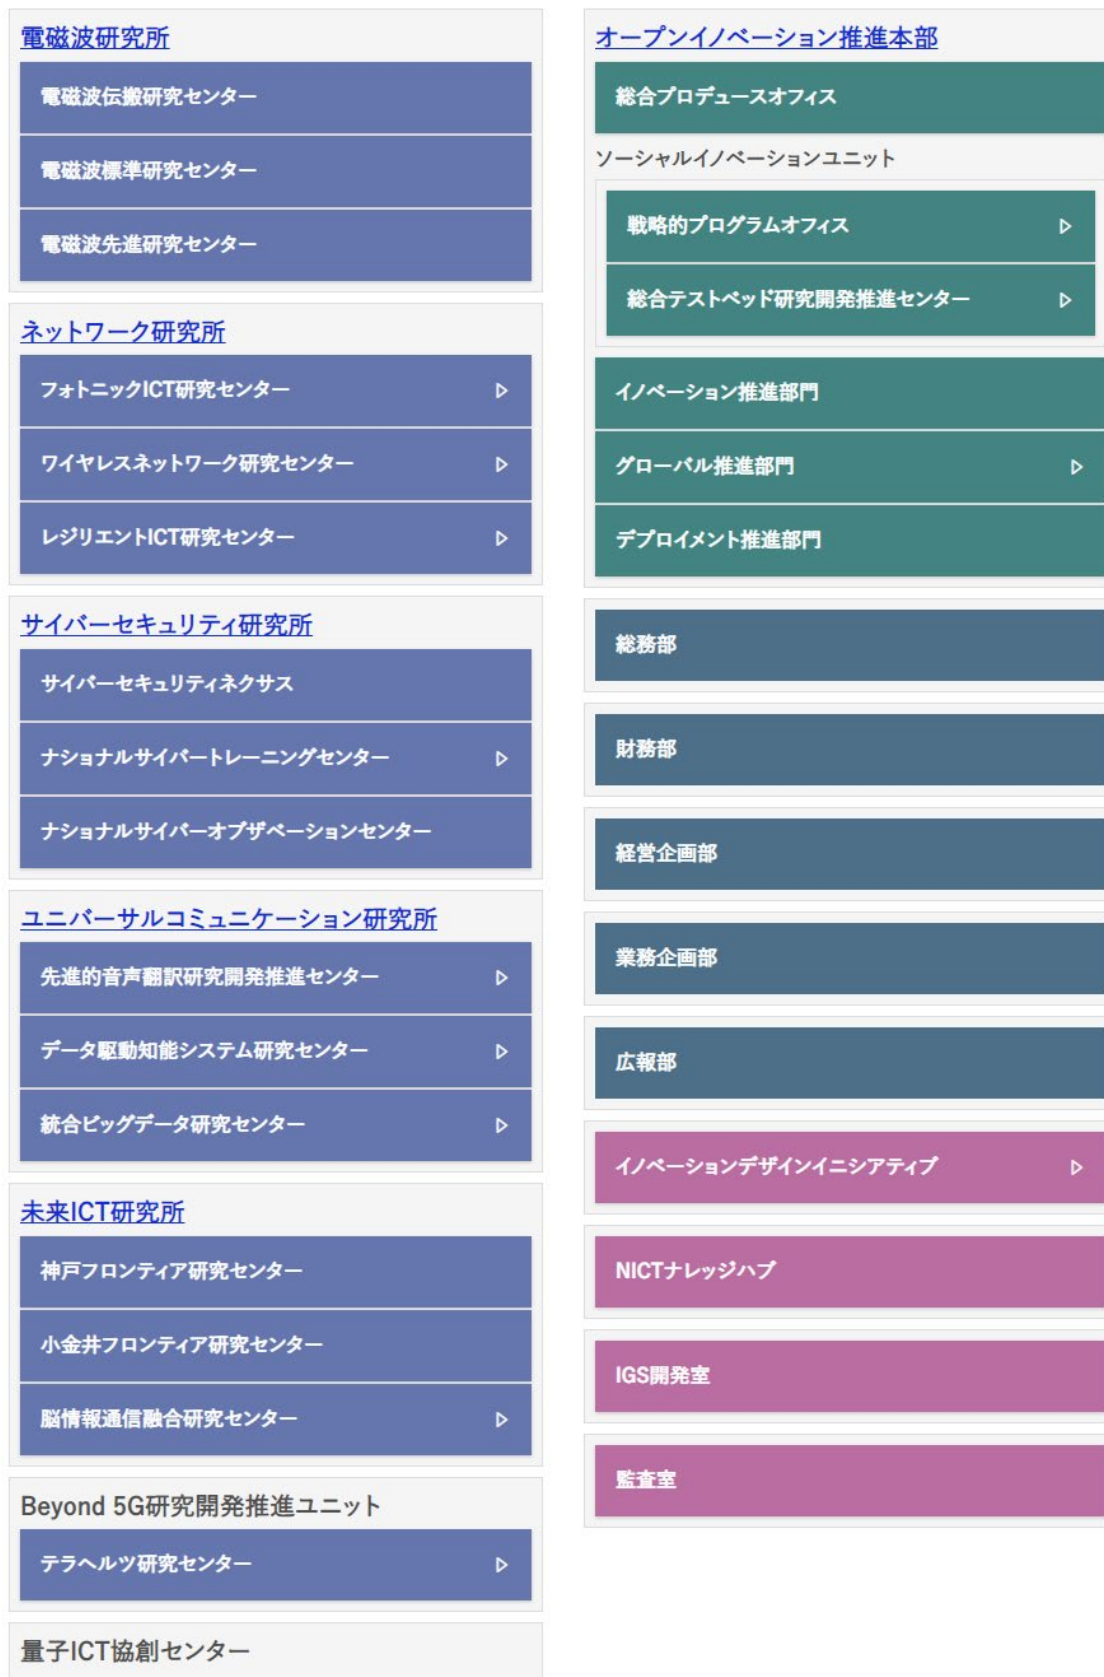 電磁波研究所
電磁波伝搬研究センター
電磁波標準研究センター
電磁波先進研究センター
ネットワーク研究所
フォトニックICT研究センター
ワイヤレスネットワーク研究センター
レジリエントICT研究センター
サイバーセキュリティ研究所
サイバーセキュリティネクサス
ナショナルサイバートレーニングセンター
ナショナルサイバーオブザベーションセンター
ユニバーサルコミュニケーション研究所
先進的音声翻訳研究開発推進センター
データ駆動知能システム研究センター
統合ビッグデータ研究センター
未来ICT研究所
神戸フロンティア研究センター
小金井フロンティア研究センター
脳情報通信融合研究センター
Beyond 5G研究開発推進ユニット
テラヘルツ研究センター
量子ICT協創センター
オープンイノベーション推進本部
総合プロデュースオフィス
ソーシャルイノベーションユニット
戦略的プログラムオフィス
総合テストベッド研究開発推進センター
イノベーション推進部門
グローバル推進部門
デプロイメント推進部門
総務部
財務部
経営企画部
業務企画部
広報部
イノベーションデザインイニシアティブ
NICTナレッジハブ
IGS開発室
監査室